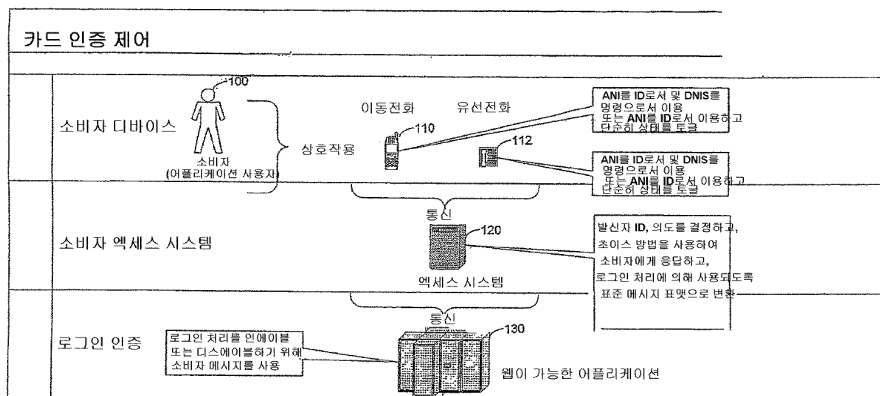 카드 인증 제어
100
소비자 디바이스
소비자
(어플리케이션 사용자)
상호작용
이동전화
110
유선전화
112
ANI를 ID로서 및 DNIS를
명령으로서 이용
또는 ANI를 ID로서 이용하고
단순히 상태를 토글
ANI를 ID로서 및 DNIS를
명령으로서 이용
또는 ANI를 ID로서 이용하고
단순히 상태를 토글
통신
소비자 엑세스 시스템
120
엑세스 시스템
발신자 ID, 의도를 결정하고,
초이스 방법을 사용하여
소비자에게 응답하고,
로그인 처리에 의해 사용되도록
표준 메시지 포맷으로 변환
통신
로그인 인증
130
로그인 처리를 인에이블
또는 디스에이블하기 위해
소비자 메시지를 사용
웹이 가능한 어플리케이션